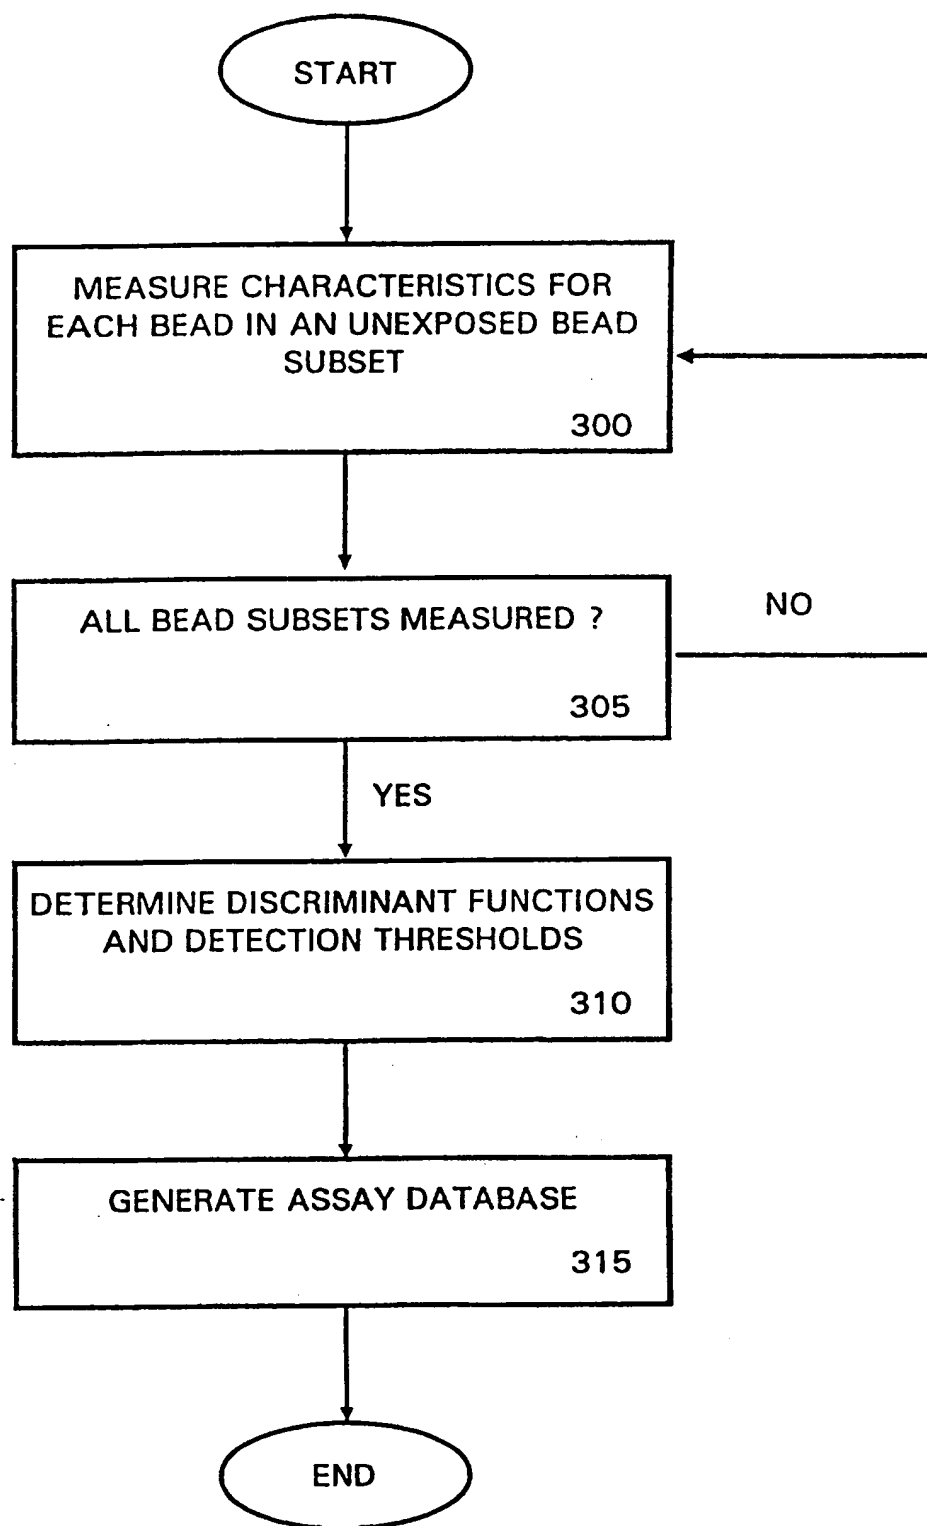 START
MEASURE CHARACTERISTICS FOR
EACH BEAD IN AN UNEXPOSED BEAD
SUBSET
300
ALL BEAD SUBSETS MEASURED ?
NO
305
YES
DETERMINE DISCRIMINANT FUNCTIONS
AND DETECTION THRESHOLDS
310
GENERATE ASSAY DATABASE
315
END